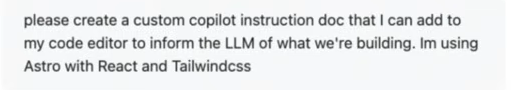 please create a custom copilot instruction doc that I can add to
my code editor to inform the LLM of what we're building. Im using
Astro with React and Tailwindcss